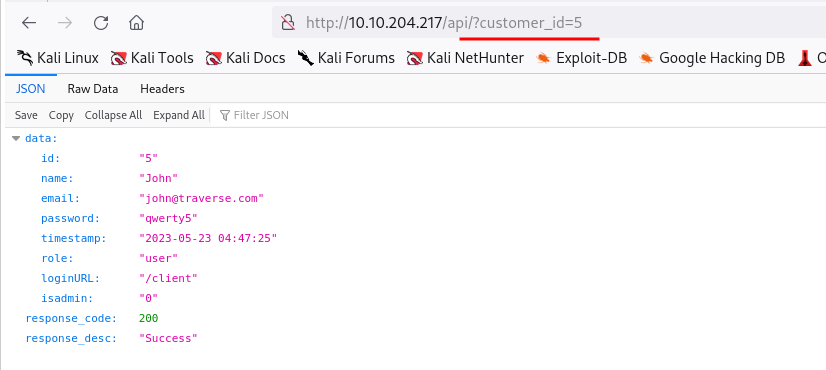 http://10.10.204.217/api/?customer_id=5
Kali Linux Kali Tools Kali Docs Kali Forums Kali NetHunter Exploit-DB Google Hacking DB O
JSON Raw Data Headers
Save Copy Collapse All Expand All Filter JSON
data:
id: "5"
name: "John"
email: "john@traverse.com"
password: "qwerty5"
timestamp: "2023-05-23 04:47:25"
role: "user"
loginURL: "/client"
isadmin: "0"
response_code: 200
response_desc: "Success"